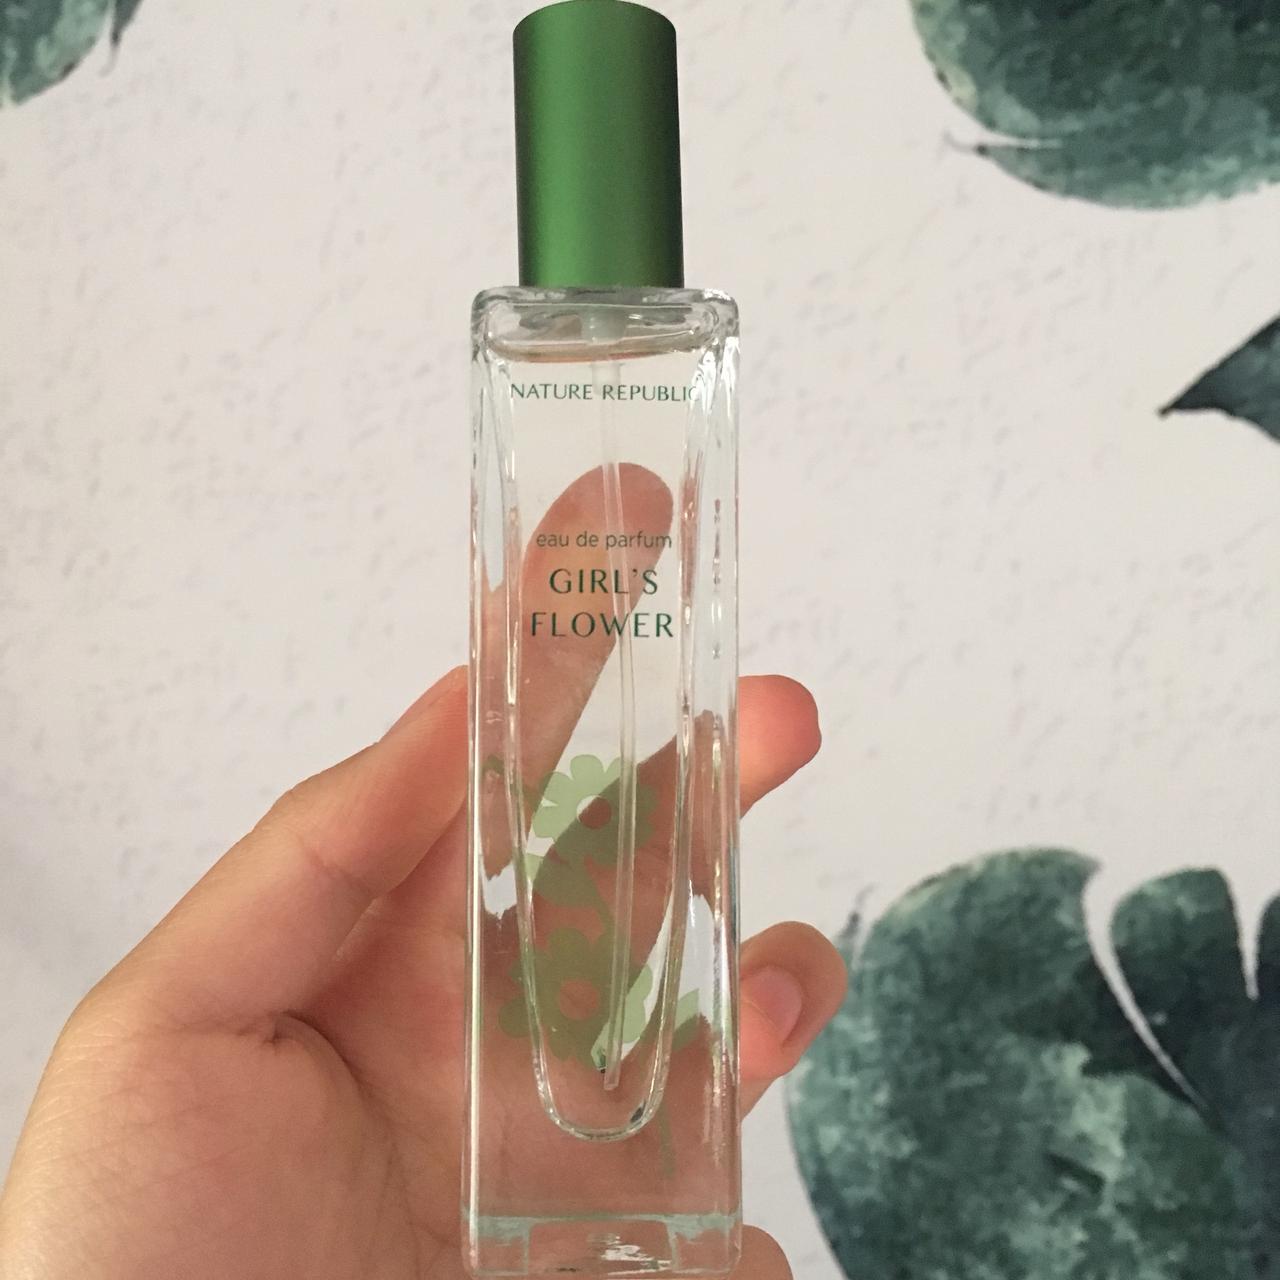 NATURE REPUBLIC
eau de parfum
GIRL'S
FLOWER